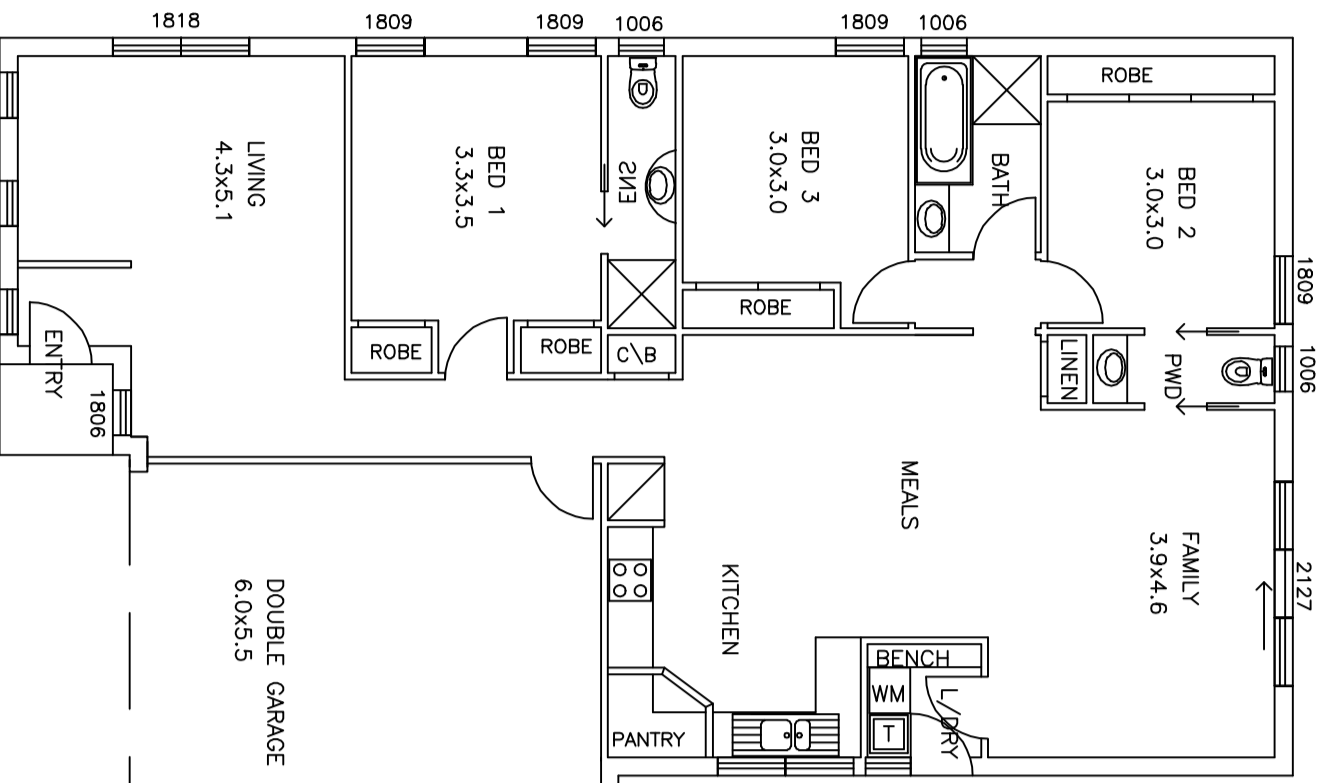 1818
1809
1809
1006
1809
1006
ROBE
LIVING
4.3x5.1
BED 1
3.3x3.5
ENS
BED 3
3.0x3.0
BATH
BED 2
3.0x3.0
1809
ROBE
ROBE
ROBE
C/B
LINEN
PWD
1006
ENTRY
1806
MEALS
FAMILY
3.9x4.6
2127
KITCHEN
DOUBLE GARAGE
6.0x5.5
BENCH
WM
L/DRY
T
PANTRY